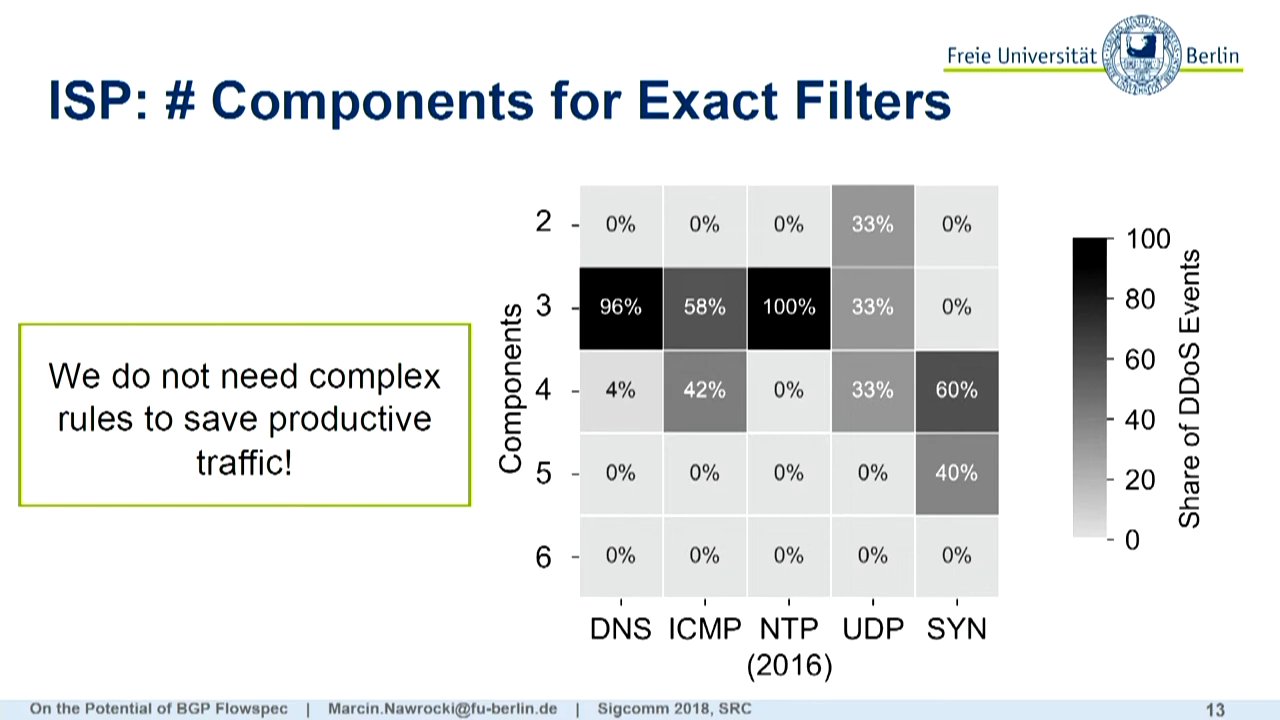 Freie Universität Berlin
ISP: # Components for Exact Filters
We do not need complex
rules to save productive
traffic!
Components
2 0% 0% 0% 33% 0%
3 96% 58% 100% 33% 0%
4 4% 42% 0% 33% 60%
5 0% 0% 0% 0% 40%
6 0% 0% 0% 0% 0%
DNS ICMP NTP UDP SYN
(2016)
100
80
60
40
20
0
Share of DDoS Events
On the Potential of BGP Flowspec | Marcin.Nawrocki@fu-berlin.de | Sigcomm 2018, SRC 13